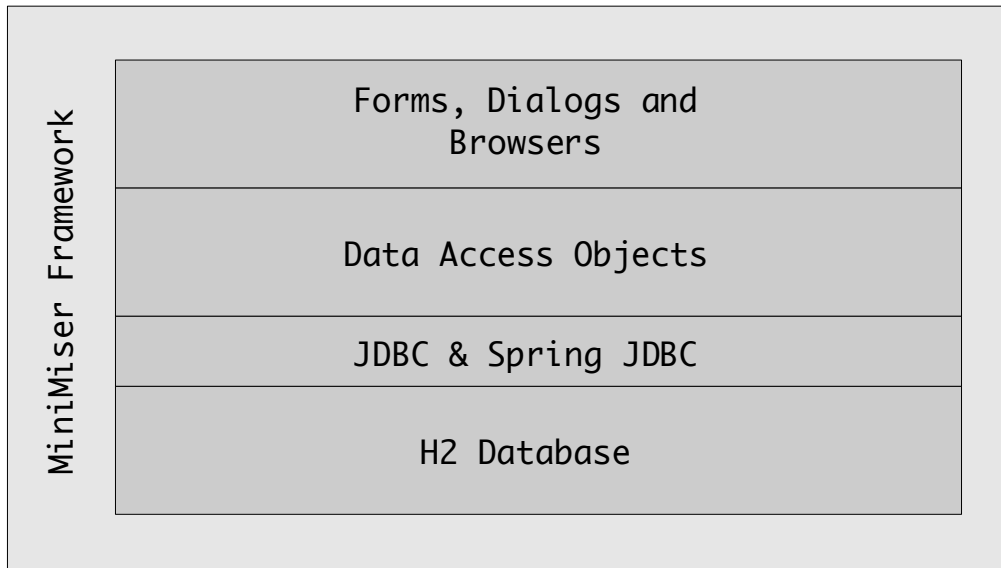 MiniMiser Framework
Forms, Dialogs and
Browsers
Data Access Objects
JDBC & Spring JDBC
H2 Database